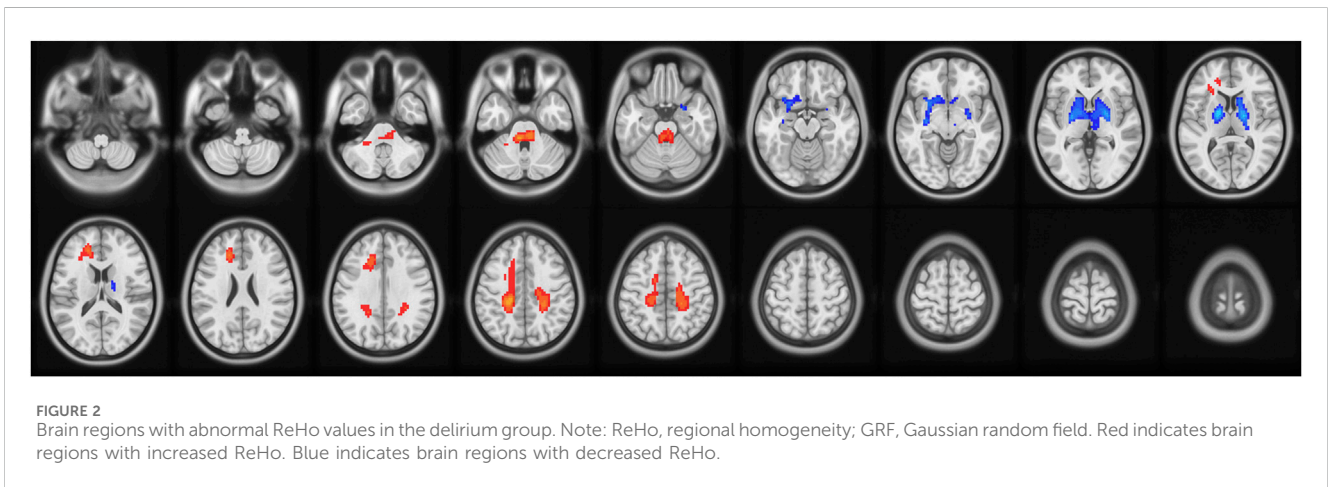 FIGURE 2
Brain regions with abnormal ReHo values in the delirium group. Note: ReHo, regional homogeneity; GRF, Gaussian random field. Red indicates brain
regions with increased ReHo. Blue indicates brain regions with decreased ReHo.